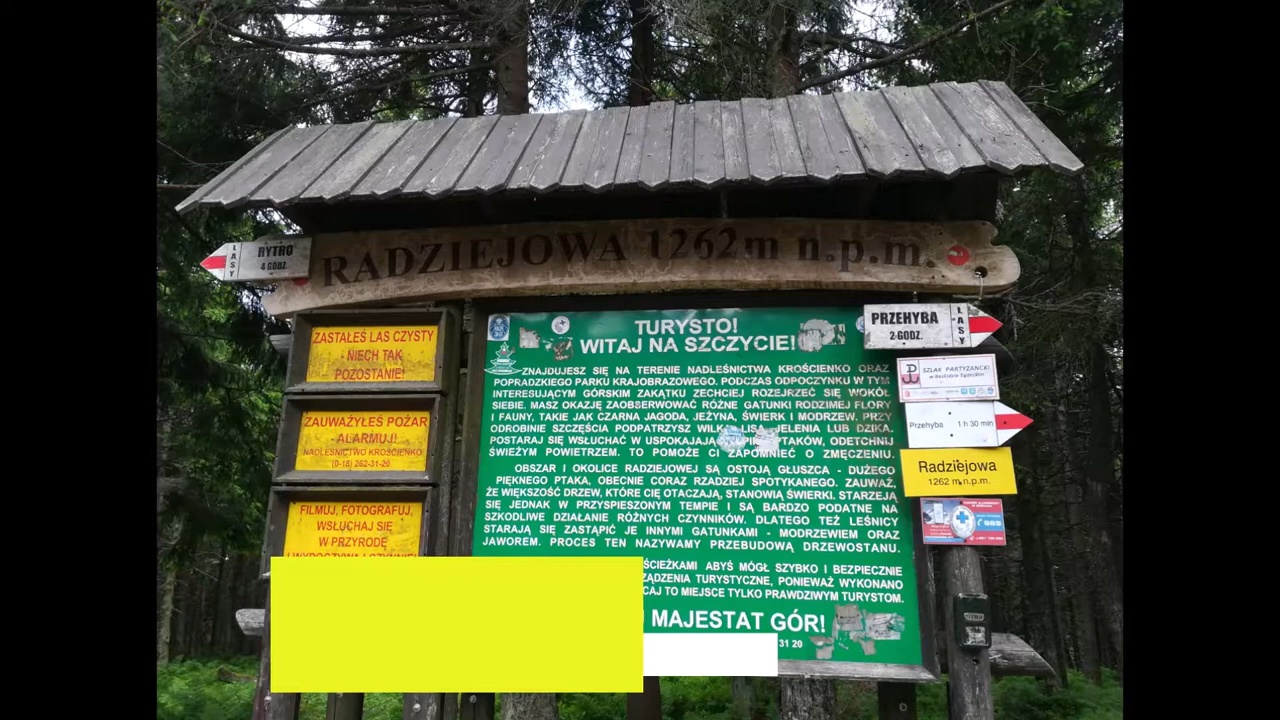 RADZIEJOWA 1262 m n.p.m.
RYTRO
4 GODZ.
LASY
ZASTAŁEŚ LAS CZYSTY
- NIECH TAK
POZOSTANIE!
ZAUWAŻYŁEŚ POŻAR
- ALARMUJ!
NADLEŚNICTWO KROŚCIENKO
(0-18) 262-31-20
FILMUJ, FOTOGRAFUJ,
WSŁUCHAJ SIĘ
W PRZYRODĘ
TURYSTO!
WITAJ NA SZCZYCIE!
ZNAJDUJESZ SIĘ NA TERENIE NADLEŚNICTWA KROŚCIENKO ORAZ
POPRADZKIEGO PARKU KRAJOBRAZOWEGO. PODCZAS ODPOCZYNKU W TYM
INTERESUJĄCYM GÓRSKIM ZAKĄTKU ZECHCIEJ ROZEJRZEĆ SIĘ WOKÓŁ
SIEBIE. MASZ OKAZJĘ ZAOBSERWOWAĆ RÓŻNE GATUNKI RODZIMEJ FLORY
I FAUNY, TAKIE JAK CZARNA JAGODA, JEŻYNA, ŚWIERK I MODRZEW. PRZY
ODROBINIE SZCZĘŚCIA PODPATRZYSZ WILKA, LISA, JELENIA LUB DZIKA.
POSTARAJ SIĘ WSŁUCHAĆ W USPOKAJAJĄ PTAKÓW, ODETCHNIJ
ŚWIEŻYM POWIETRZEM. TO POMOŻE CI ZAPOMNIEĆ O ZMĘCZENIU.
OBSZAR I OKOLICE RADZIEJOWEJ SĄ OSTOJĄ GŁUSZCA - DUŻEGO
PIĘKNEGO PTAKA, OBECNIE CORAZ RZADZIEJ SPOTYKANEGO. ZAUWAŻ,
ŻE WIĘKSZOŚĆ DRZEW, KTÓRE CIĘ OTACZAJĄ, STANOWIĄ ŚWIERKI. STARZEJĄ
SIĘ JEDNAK W PRZYSPIESZONYM TEMPIE I SĄ BARDZO PODATNE NA
SZKODLIWE DZIAŁANIE RÓŻNYCH CZYNNIKÓW, DLATEGO TEŻ LEŚNICY
STARAJĄ SIĘ ZASTĄPIĆ JE INNYMI GATUNKAMI - MODRZEWIEM ORAZ
JAWOREM. PROCES TEN NAZYWAMY PRZEBUDOWĄ DRZEWOSTANU.
ŚCIEŻKAMI ABYŚ MÓGŁ SZYBKO I BEZPIECZNIE
ZĄDZENIA TURYSTYCZNE, PONIEWAŻ WYKONANO
CAJ TO MIEJSCE TYLKO PRAWDZIWYM TURYSTOM.
MAJESTAT GÓR!
31 20
PRZEHYBA
2 GODZ.
LASY
SZLAK PARTYZANCKI
w Beskidzie Sądeckim
Przehyba 1 h 30 min
Radziejowa
1262 m n.p.m.